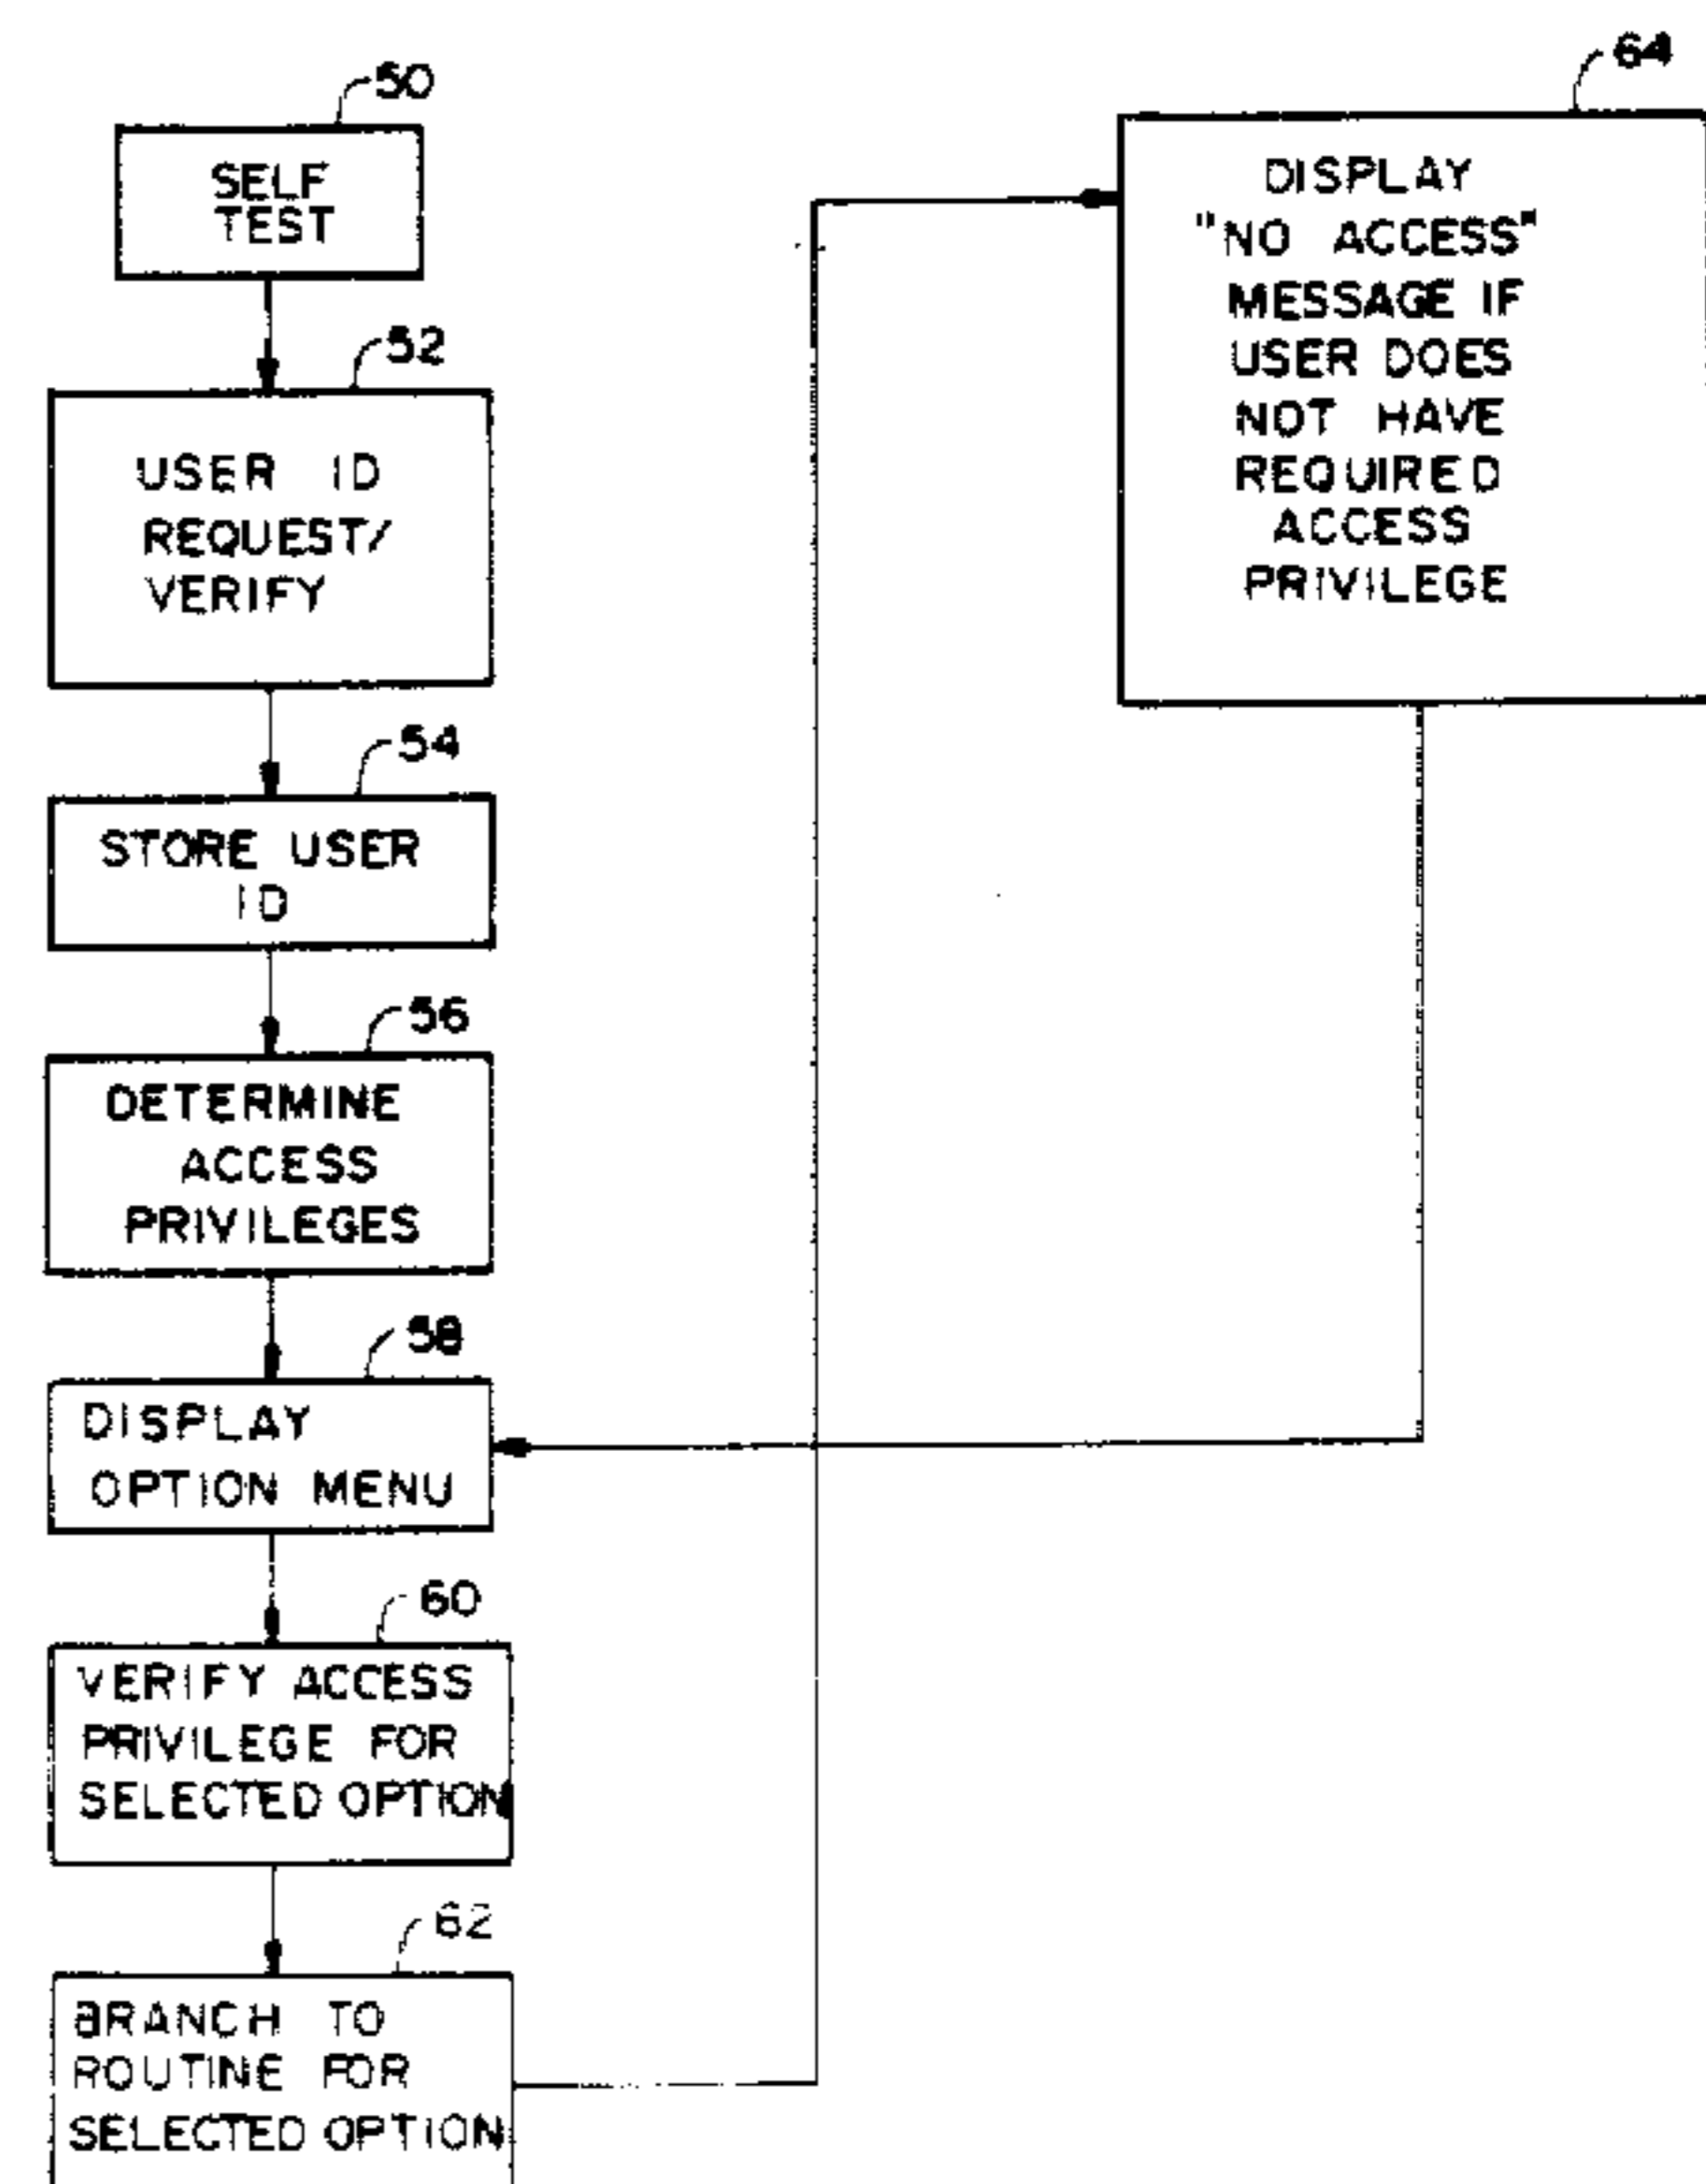 50
SELF
TEST
52
USER ID
REQUEST/
VERIFY
54
STORE USER
ID
56
DETERMINE
ACCESS
PRIVILEGES
58
DISPLAY
OPTION MENU
60
VERIFY ACCESS
PRIVILEGE FOR
SELECTED OPTION
62
BRANCH TO
ROUTINE FOR
SELECTED OPTION
64
DISPLAY
"NO ACCESS"
MESSAGE IF
USER DOES
NOT HAVE
REQUIRED
ACCESS
PRIVILEGE